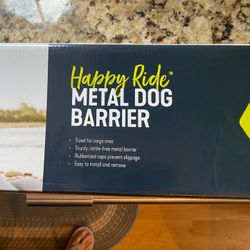 Happy Ride™
METAL DOG
BARRIER
• Sized for cargo area
• Sturdy, rattle-free metal barrier
• Rubberized caps prevent slippage
• Easy to install and remove